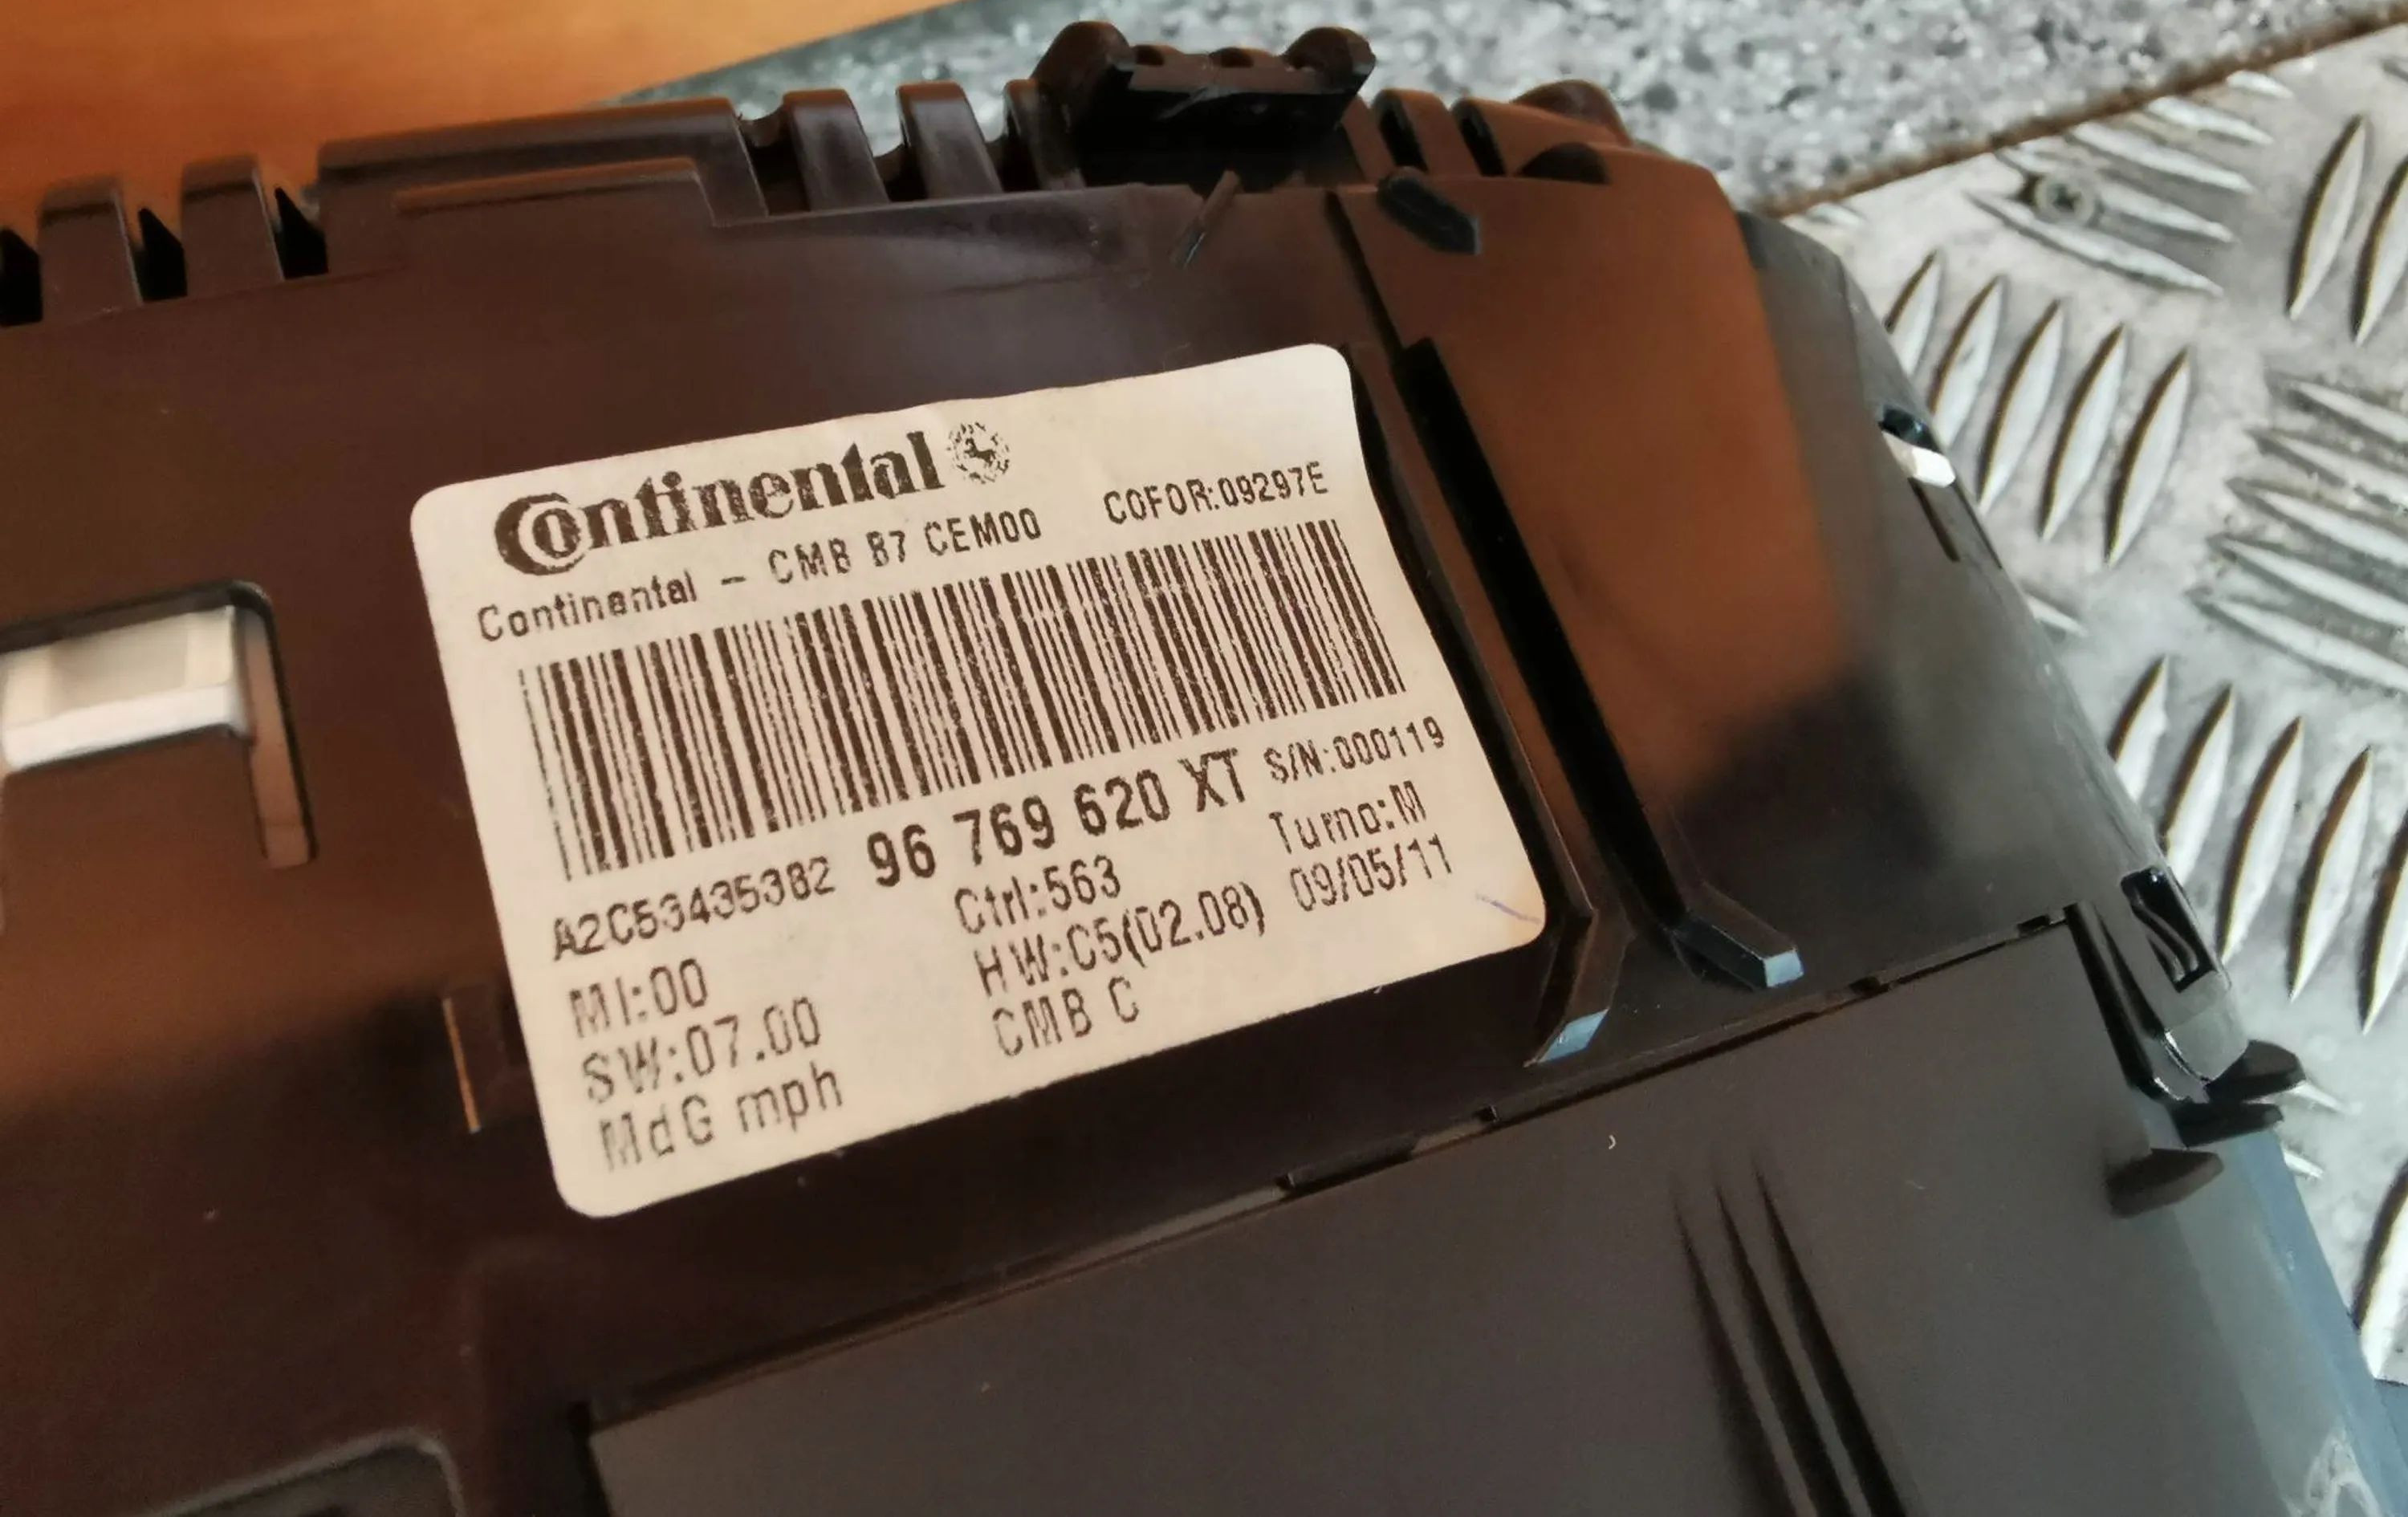 Continental
Continental - CMB B7 CEM00 COFOR:09297E
96 769 620 XT S/N:000119
A2C53435382 Ctrl:563 Turno:M
MI:00 HW:C5(02.08) 09/05/11
SW:07.00 CMB C
MdG mph